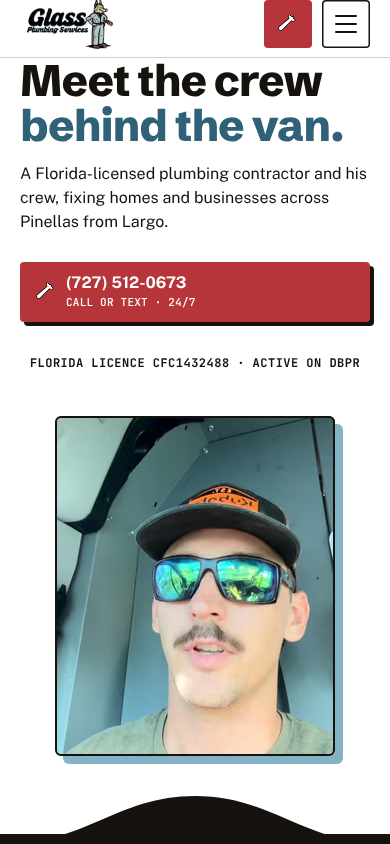 Glass
Plumbing Services
Meet the crew
behind the van.
A Florida-licensed plumbing contractor and his
crew, fixing homes and businesses across
Pinellas from Largo.
(727) 512-0673
CALL OR TEXT · 24/7
FLORIDA LICENCE CFC1432488 · ACTIVE ON DBPR